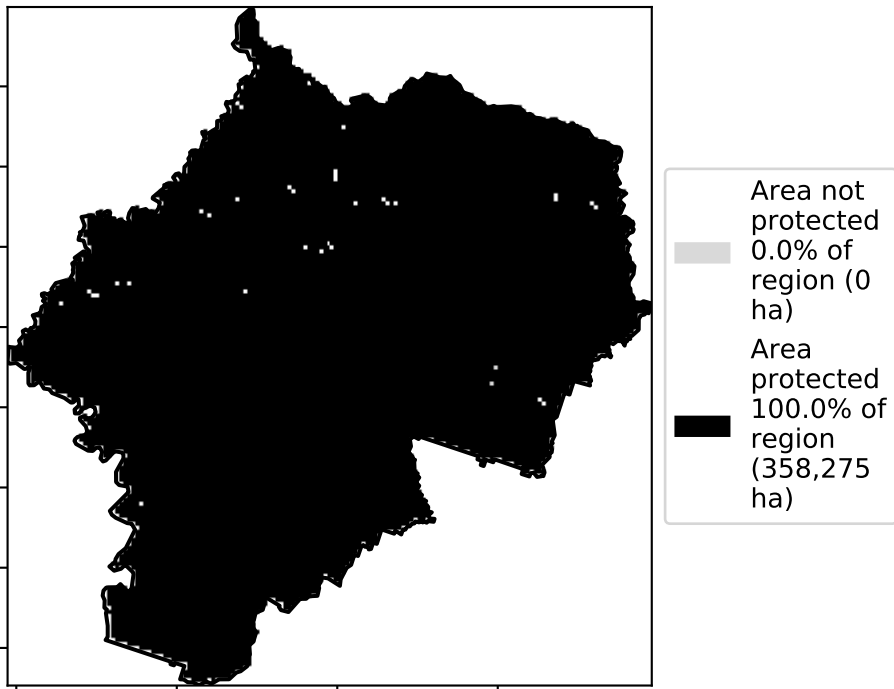 Area not
protected
0.0% of
region (0
ha)
Area
protected
100.0% of
region
(358,275
ha)